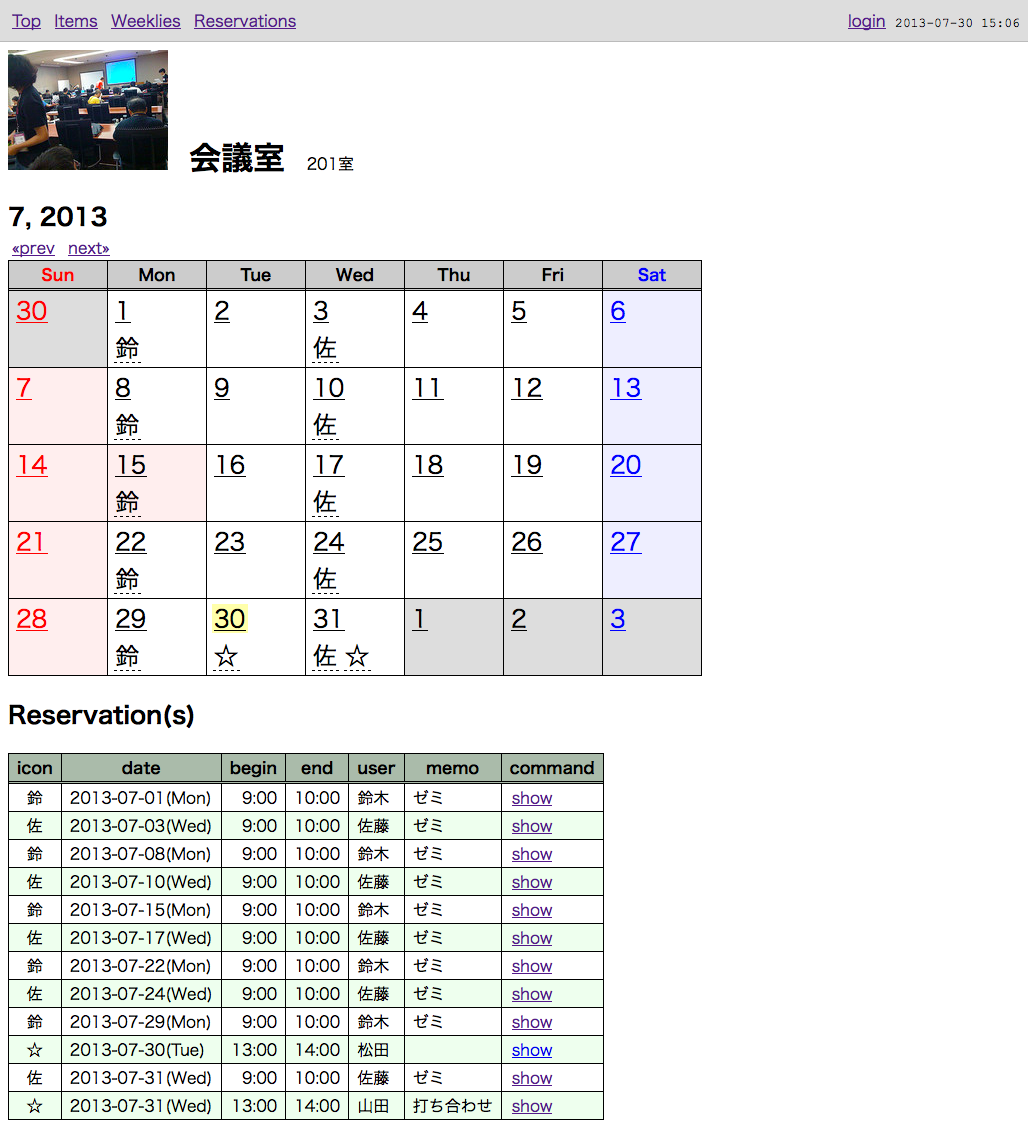 Top Items Weeklies Reservations login 2013-07-30 15:06
会議室 201室
7, 2013
«prev next»
Sun Mon Tue Wed Thu Fri Sat
30 1 2 3 4 5 6
鈴 佐
7 8 9 10 11 12 13
鈴 佐
14 15 16 17 18 19 20
鈴 佐
21 22 23 24 25 26 27
鈴 佐
28 29 30 31 1 2 3
鈴 ☆ 佐 ☆
Reservation(s)
icon date begin end user memo command
鈴 2013-07-01(Mon) 9:00 10:00 鈴木 ゼミ show
佐 2013-07-03(Wed) 9:00 10:00 佐藤 ゼミ show
鈴 2013-07-08(Mon) 9:00 10:00 鈴木 ゼミ show
佐 2013-07-10(Wed) 9:00 10:00 佐藤 ゼミ show
鈴 2013-07-15(Mon) 9:00 10:00 鈴木 ゼミ show
佐 2013-07-17(Wed) 9:00 10:00 佐藤 ゼミ show
鈴 2013-07-22(Mon) 9:00 10:00 鈴木 ゼミ show
佐 2013-07-24(Wed) 9:00 10:00 佐藤 ゼミ show
鈴 2013-07-29(Mon) 9:00 10:00 鈴木 ゼミ show
☆ 2013-07-30(Tue) 13:00 14:00 松田 show
佐 2013-07-31(Wed) 9:00 10:00 佐藤 ゼミ show
☆ 2013-07-31(Wed) 13:00 14:00 山田 打ち合わせ show